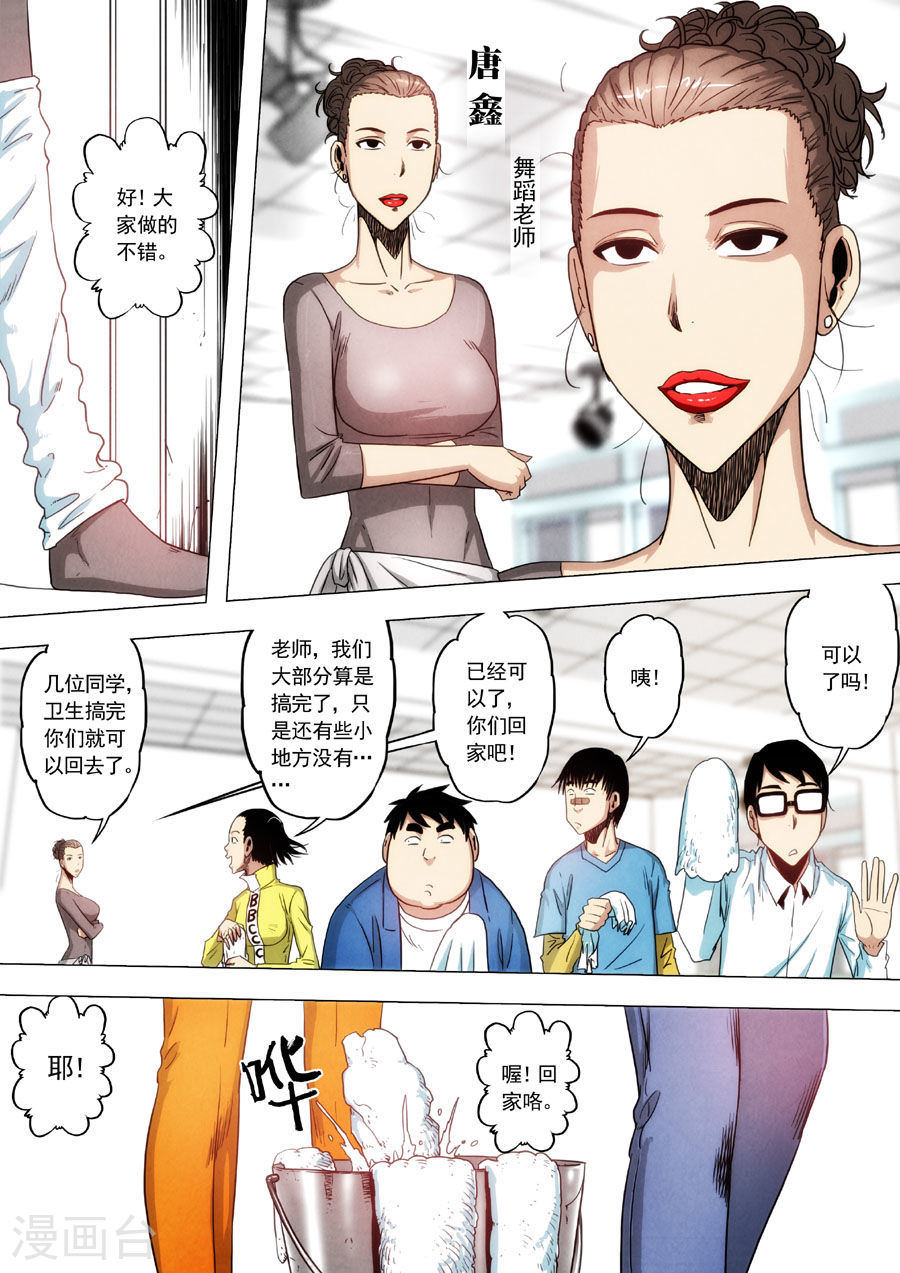 好！大
家做的
不错。
唐鑫
舞蹈老师
几位同学，
卫生搞完
你们就可
以回去了。
老师，我们
大部分算是
搞完了，只
是还有些小
地方没有……
……
已经可
以了，
你们回
家吧！
咦！
可以
了吗！
BBCC
耶！
哗
喔！回
家咯。
漫画台